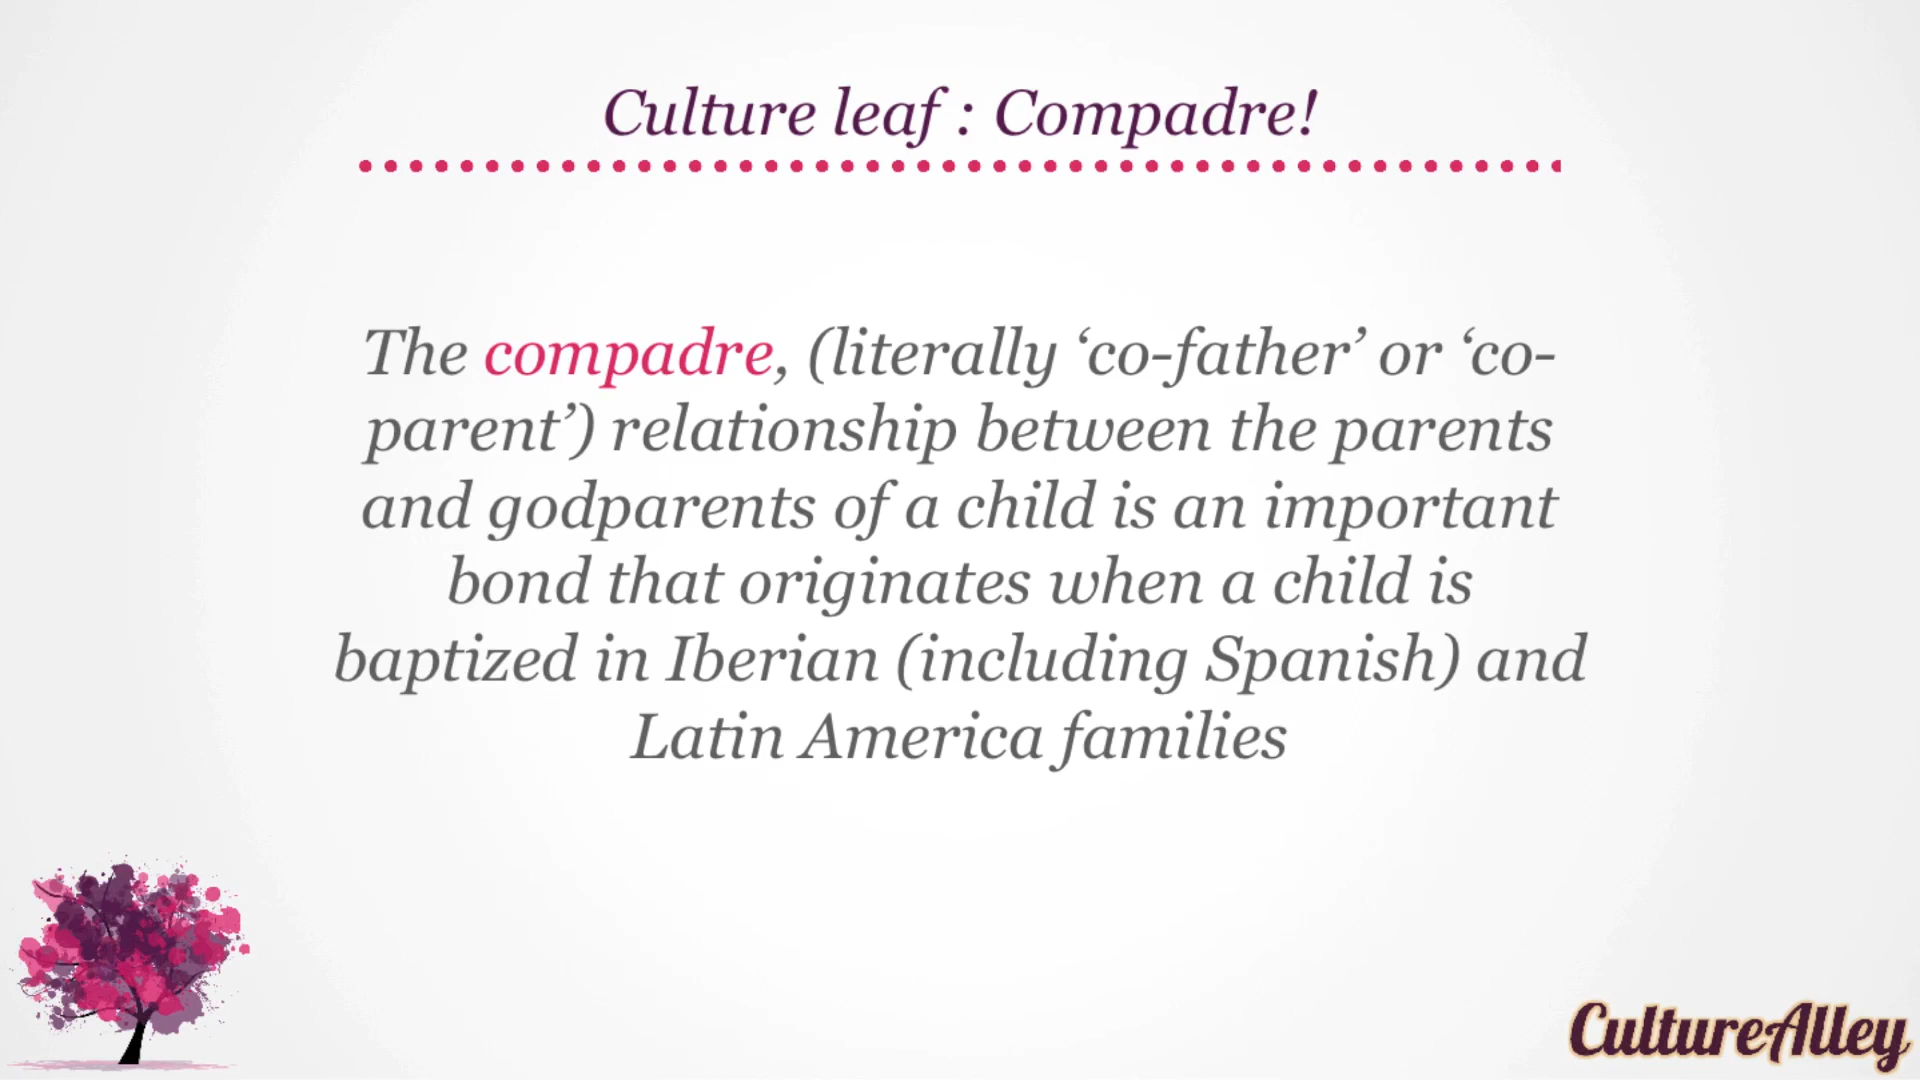 Culture leaf : Compadre!
The compadre, (literally ‘co-father’ or ‘co-
parent’) relationship between the parents
and godparents of a child is an important
bond that originates when a child is
baptized in Iberian (including Spanish) and
Latin America families
CultureAlley